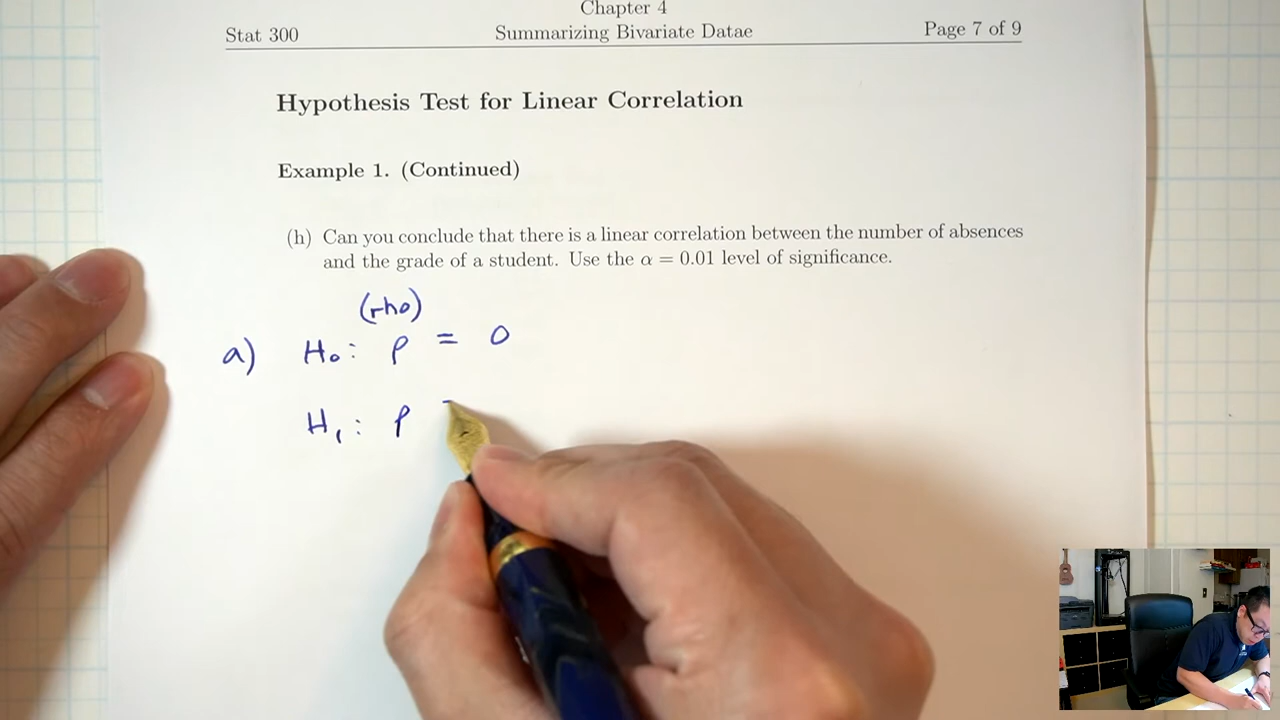 Chapter 4
Stat 300 Summarizing Bivariate Datae Page 7 of 9
Hypothesis Test for Linear Correlation
Example 1. (Continued)
(h) Can you conclude that there is a linear correlation between the number of absences
and the grade of a student. Use the α = 0.01 level of significance.
(rho)
a) H₀: ρ = 0
H₁: ρ